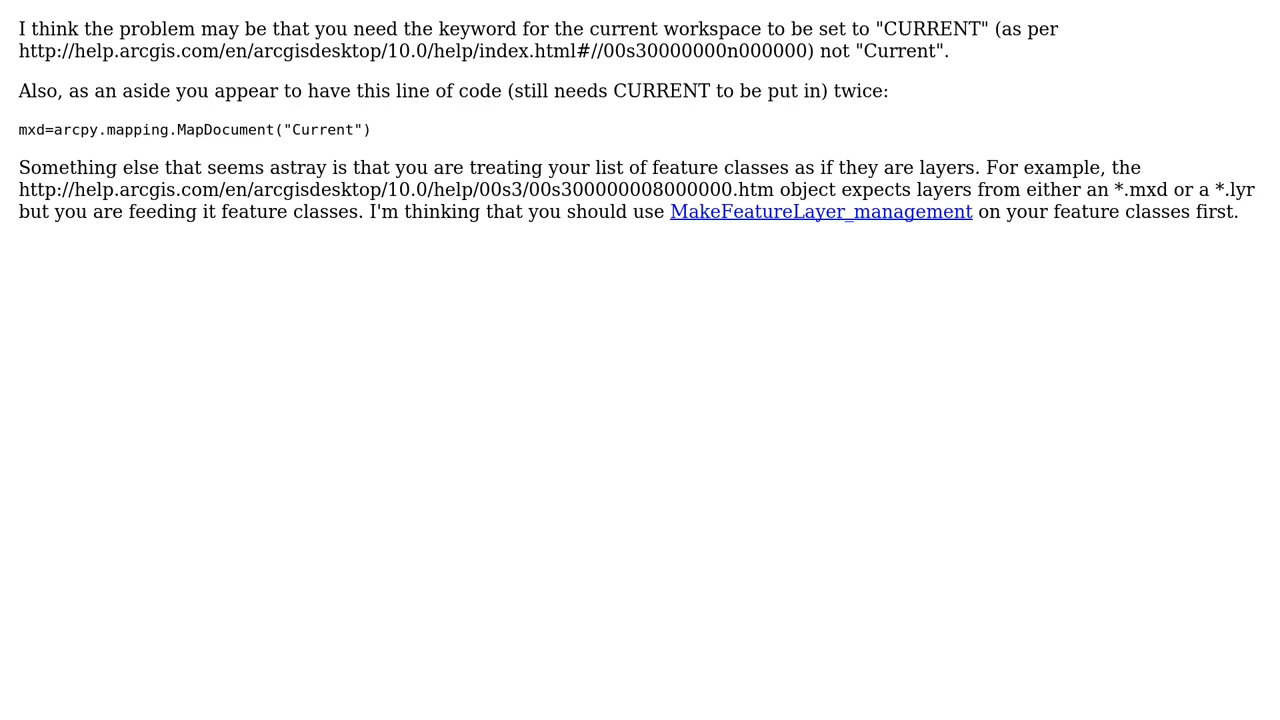 I think the problem may be that you need the keyword for the current workspace to be set to "CURRENT" (as per
http://help.arcgis.com/en/arcgisdesktop/10.0/help/index.html#//00s30000000n000000) not "Current".
Also, as an aside you appear to have this line of code (still needs CURRENT to be put in) twice:
mxd=arcpy.mapping.MapDocument("Current")
Something else that seems astray is that you are treating your list of feature classes as if they are layers. For example, the
http://help.arcgis.com/en/arcgisdesktop/10.0/help/00s3/00s300000008000000.htm object expects layers from either an *.mxd or a *.lyr
but you are feeding it feature classes. I'm thinking that you should use MakeFeatureLayer_management on your feature classes first.